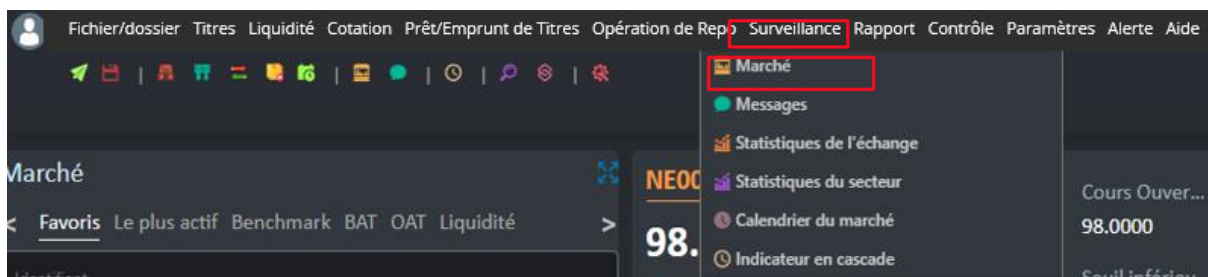 Fichier/dossier Titres Liquidité Cotation Prêt/Emprunt de Titres Opération de Repo Surveillance Rapport Contrôle Paramètres Alerte Aide
Marché
Messages
Statistiques de l'échange
Statistiques du secteur
Calendrier du marché
Indicateur en cascade
Marché
< Favoris Le plus actif Benchmark BAT OAT Liquidité >
NE00
98.
Cours Ouver...
98.0000